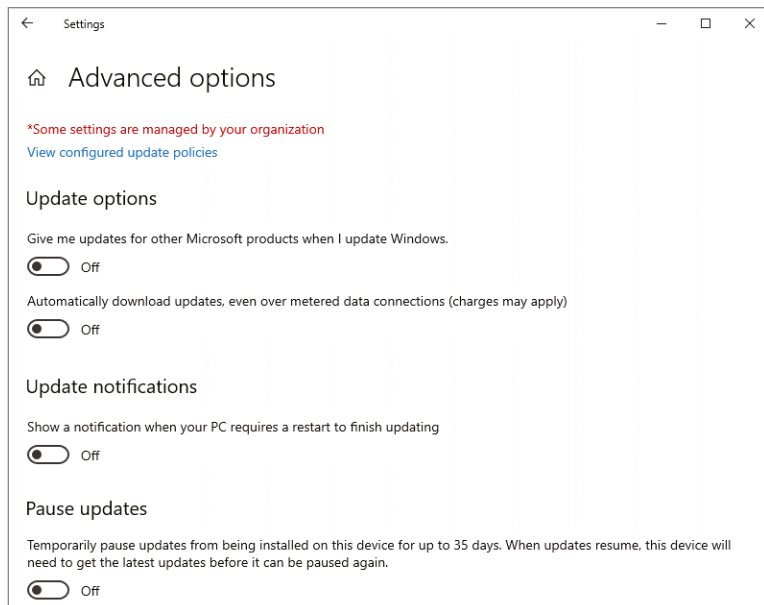 Settings
Advanced options
*Some settings are managed by your organization
View configured update policies
Update options
Give me updates for other Microsoft products when I update Windows.
Off
Automatically download updates, even over metered data connections (charges may apply)
Off
Update notifications
Show a notification when your PC requires a restart to finish updating
Off
Pause updates
Temporarily pause updates from being installed on this device for up to 35 days. When updates resume, this device will
need to get the latest updates before it can be paused again.
Off